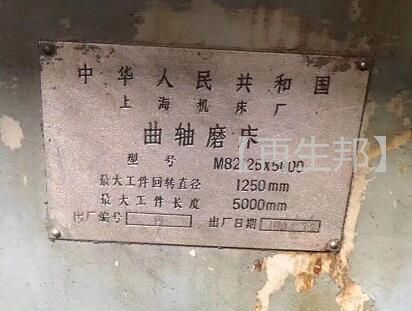 中华人民共和国
上海机床厂
曲轴磨床
型号 M82125X5000
最大工件回转直径 1250mm
最大工件长度 5000mm
出厂编号 出厂日期
【再生邦】